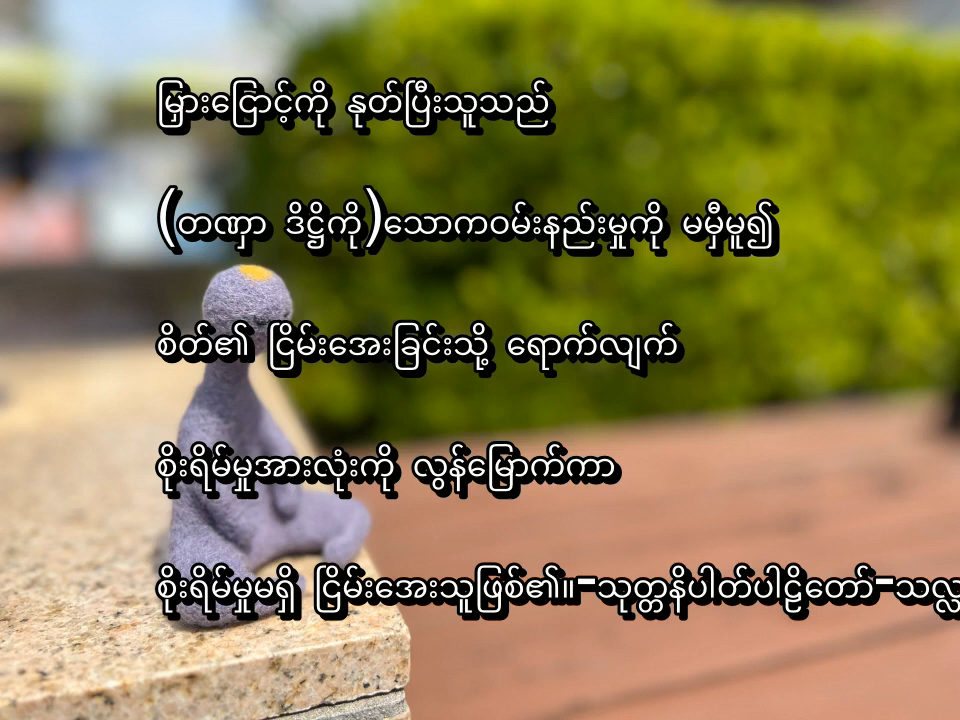 မြှားငြောင့်ကို နုတ်ပြီးသူသည်
(တဏှာ ဒိဋ္ဌိကို)သောကဝမ်းနည်းမှုကို မမှီမူ၍
စိတ်၏ ငြိမ်းအေးခြင်းသို့ ရောက်လျက်
စိုးရိမ်မှုအားလုံးကို လွန်မြောက်ကာ
စိုးရိမ်မှုမရှိ ငြိမ်းအေးသူဖြစ်၏။-သုတ္တနိပါတ်ပါဠိတော်-